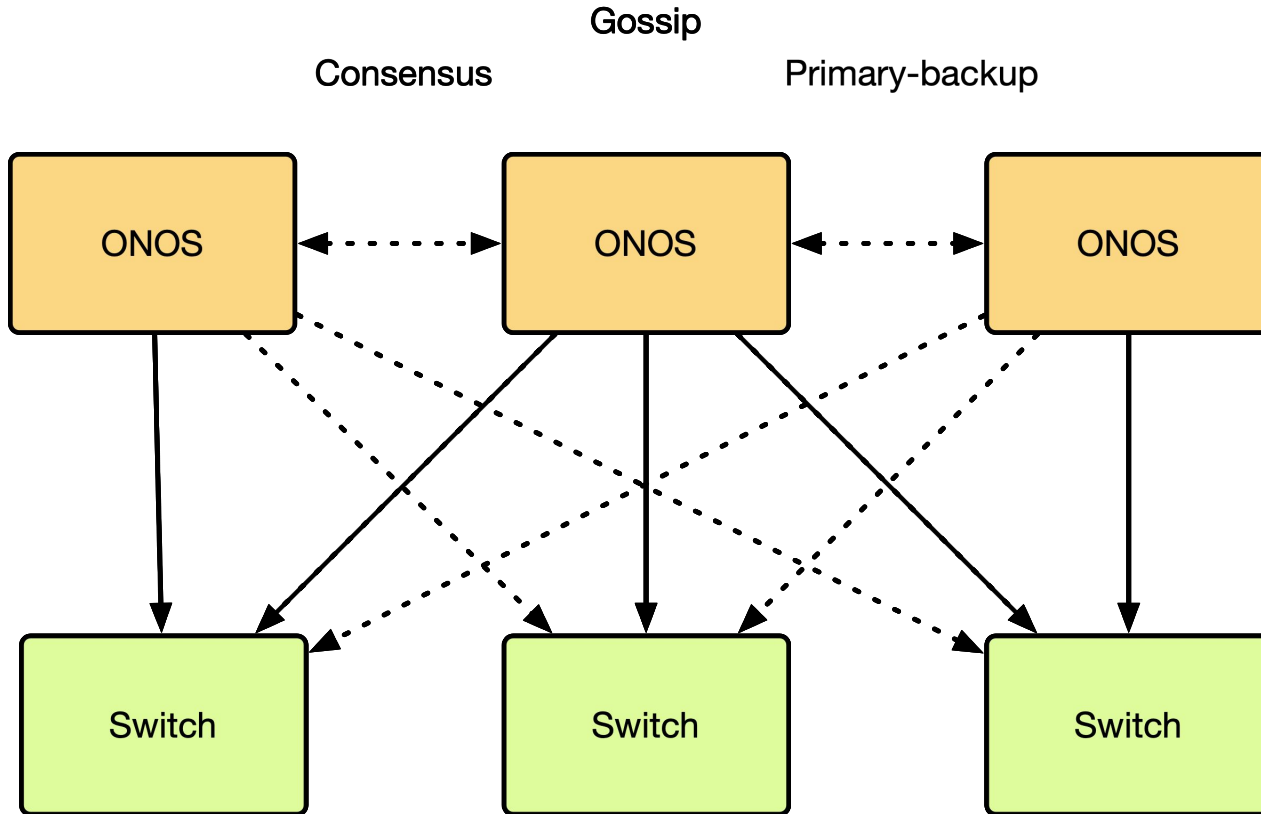 Gossip
Consensus
Primary-backup
ONOS
ONOS
ONOS
Switch
Switch
Switch